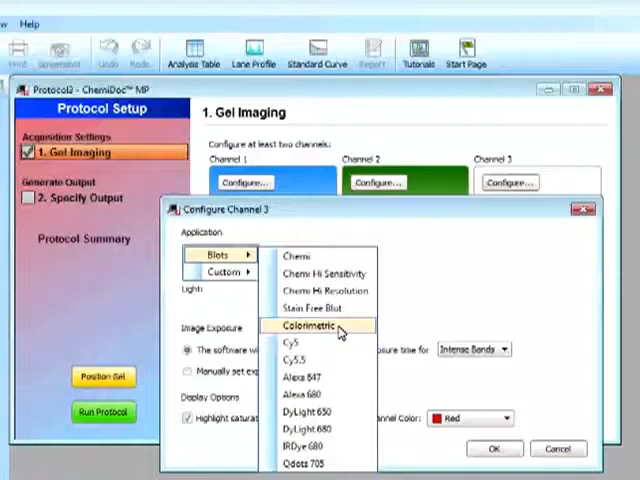 w Help
Print Screenshot Undo Redo Analysis Table Lane Profile Standard Curve Report Tutorials Start Page
Protocol3 - ChemiDoc™ MP
Protocol Setup
1. Gel Imaging
Acquisition Settings
1. Gel Imaging
Configure at least two channels:
Channel 1 Channel 2 Channel 3
Configure... Configure... Configure...
Generate Output
2. Specify Output
Protocol Summary
Position Gel
Run Protocol
Configure Channel 3
Application
Blots
Custom
Light:
Chemi
Chemi Hi Sensitivity
Chemi Hi Resolution
Stain Free Blot
Colorimetric
Cy5
Cy5.5
Alexa 647
Alexa 680
DyLight 650
DyLight 680
IRDye 680
Qdots 705
Image Exposure
The software wi osure time for Intense Bands
Manually set exp
Display Options
Highlight saturat annel Color: Red
OK Cancel